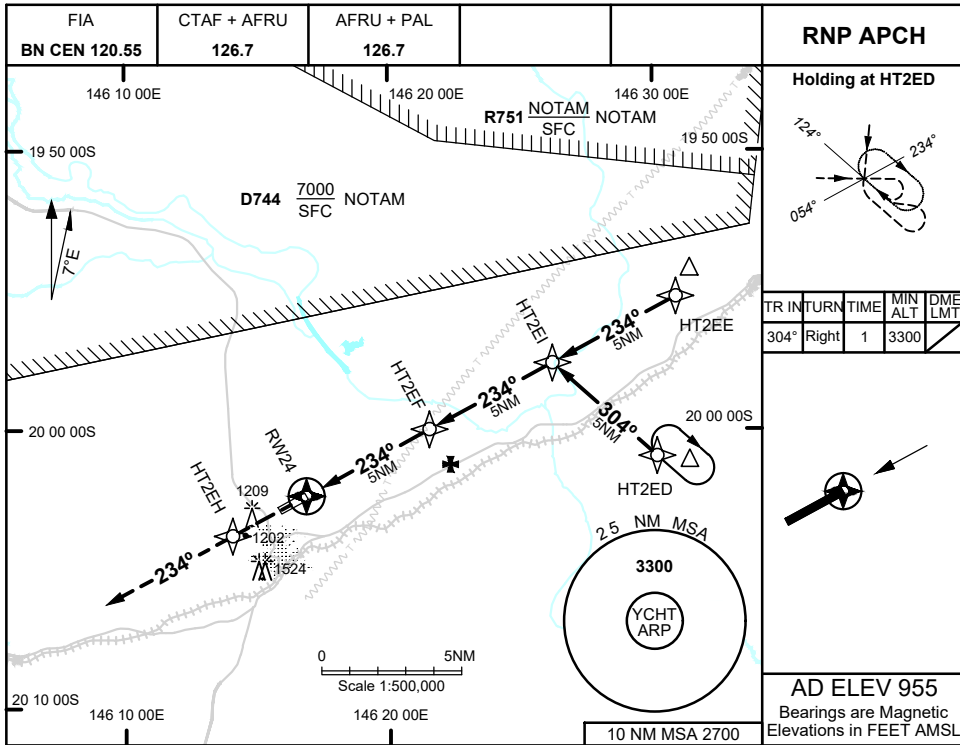 FIA
BN CEN 120.55
CTAF + AFRU
126.7
AFRU + PAL
126.7
RNP APCH
146 10 00E
146 20 00E
146 30 00E
R751 NOTAM
SFC
NOTAM
19 50 00S
19 50 00S
D744 7000
SFC
NOTAM
7°E
HT2EE
234°
5NM
HT2EI
234°
5NM
HT2EF
304°
5NM
20 00 00S
20 00 00S
HT2ED
234°
5NM
RW24
HT2EH
1209
1202
1524
234°
25 NM MSA
3300
YCHT
ARP
0
5NM
Scale 1:500,000
20 10 00S
146 10 00E
146 20 00E
10 NM MSA 2700
Holding at HT2ED
124°
234°
054°
TR IN
TURN
TIME
MIN
ALT
DME
LMT
304°
Right
1
3300
AD ELEV 955
Bearings are Magnetic
Elevations in FEET AMSL